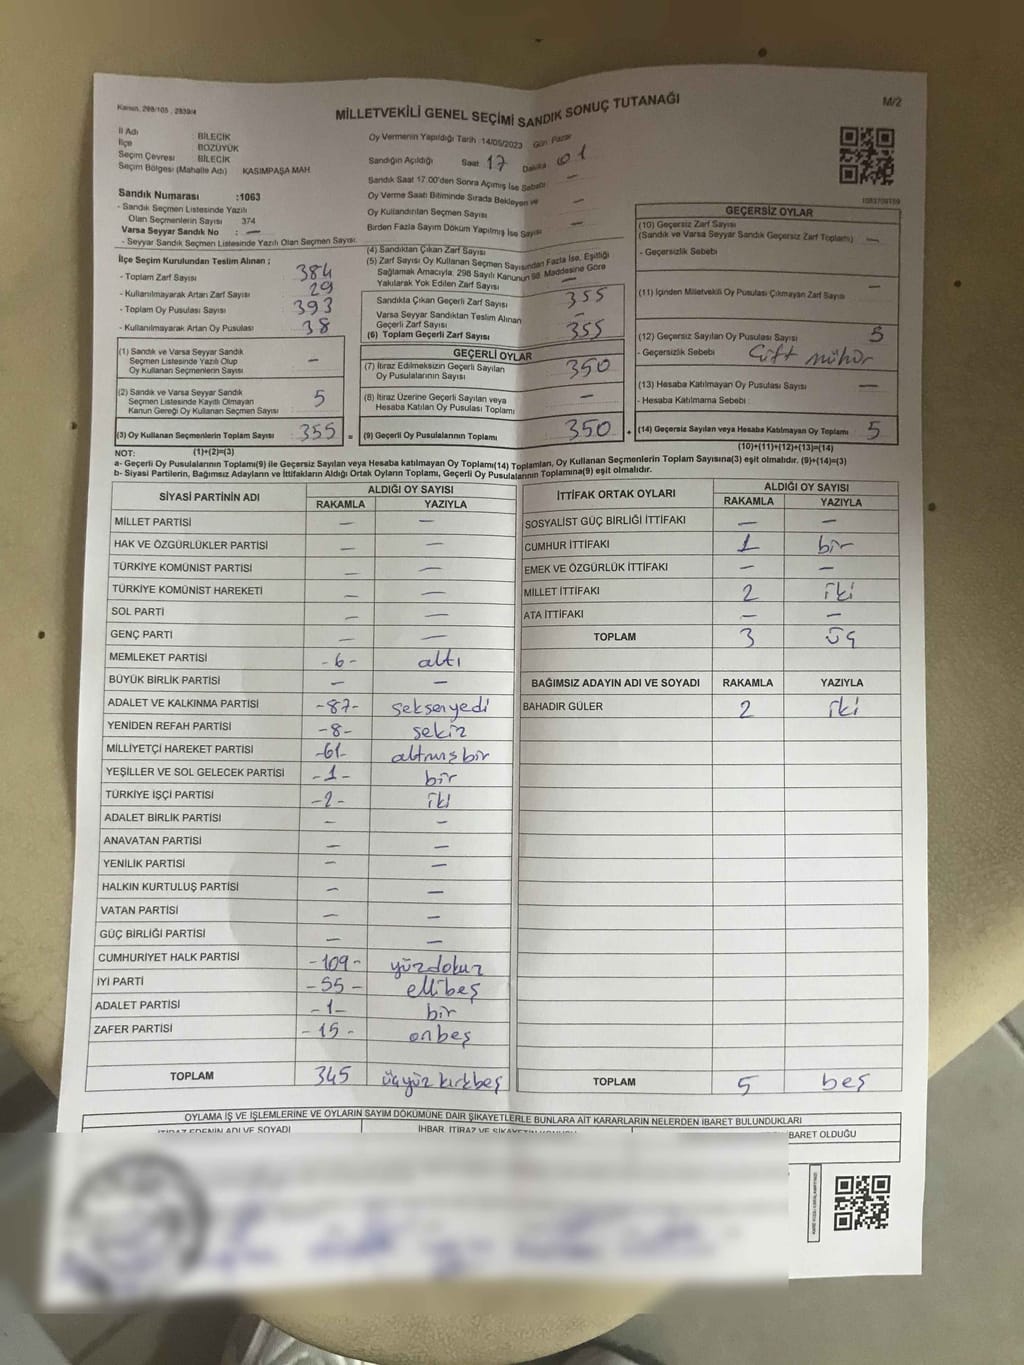 Kanun, 298/105 , 2839/4
MİLLETVEKİLİ GENEL SEÇİMİ SANDIK SONUÇ TUTANAĞI
M/2
İl Adı : BİLECİK
İlçe : BOZÜYÜK
Seçim Çevresi : BİLECİK
Seçim Bölgesi (Mahalle Adı) KASIMPAŞA MAH
Sandık Numarası :1063
- Sandık Seçmen Listesinde Yazılı
Olan Seçmenlerin Sayısı 374
Varsa Seyyar Sandık No : —
- Seyyar Sandık Seçmen Listesinde Yazılı Olan Seçmen Sayısı:
İlçe Seçim Kurulundan Teslim Alınan ;
- Toplam Zarf Sayısı 384
- Kullanılmayarak Artan Zarf Sayısı 29
- Toplam Oy Pusulası Sayısı 393
- Kullanılmayarak Artan Oy Pusulası 38
(1) Sandık ve Varsa Seyyar Sandık
Seçmen Listesinde Yazılı Olup
Oy Kullanan Seçmenlerin Sayısı —
(2) Sandık ve Varsa Seyyar Sandık
Seçmen Listesinde Kayıtlı Olmayan
Kanun Gereği Oy Kullanan Seçmen Sayısı 5
(3) Oy Kullanan Seçmenlerin Toplam Sayısı 355 =
Oy Vermenin Yapıldığı Tarih :14/05/2023 Gün Pazar
Sandığın Açıldığı Saat 17 Dakika 01
Sandık Saat 17.00'den Sonra Açılmış İse Sebebi —
Oy Verme Saati Bitiminde Sırada Bekleyen ve
Oy Kullandırılan Seçmen Sayısı —
Birden Fazla Sayım Döküm Yapılmış İse Sayısı —
(4) Sandıktan Çıkan Zarf Sayısı
(5) Zarf Sayısı Oy Kullanan Seçmen Sayısından Fazla İse, Eşitliği
Sağlamak Amacıyla; 298 Sayılı Kanunun 98. Maddesine Göre
Yakılarak Yok Edilen Zarf Sayısı —
Sandıkta Çıkan Geçerli Zarf Sayısı 355
Varsa Seyyar Sandıktan Teslim Alınan
Geçerli Zarf Sayısı —
(6) Toplam Geçerli Zarf Sayısı 355
GEÇERLİ OYLAR
(7) İtiraz Edilmeksizin Geçerli Sayılan
Oy Pusulalarının Sayısı 350
(8) İtiraz Üzerine Geçerli Sayılan veya
Hesaba Katılan Oy Pusulası Toplamı —
(9) Geçerli Oy Pusulalarının Toplamı 350 +
GEÇERSİZ OYLAR
(10) Geçersiz Zarf Sayısı
(Sandık ve Varsa Seyyar Sandık Geçersiz Zarf Toplamı) —
- Geçersizlik Sebebi
(11) İçinden Milletvekili Oy Pusulası Çıkmayan Zarf Sayısı —
(12) Geçersiz Sayılan Oy Pusulası Sayısı 5
- Geçersizlik Sebebi Çift mühür
(13) Hesaba Katılmayan Oy Pusulası Sayısı —
- Hesaba Katılmama Sebebi :
(14) Geçersiz Sayılan veya Hesaba Katılmayan Oy Toplamı 5
NOT: (1)+(2)=(3) (10)+(11)+(12)+(13)=(14)
a- Geçerli Oy Pusulalarının Toplamı(9) ile Geçersiz Sayılan veya Hesaba katılmayan Oy Toplamı(14) Toplamları, Oy Kullanan Seçmenlerin Toplam Sayısına(3) eşit olmalıdır. (9)+(14)=(3)
b- Siyasi Partilerin, Bağımsız Adayların ve İttifakların Aldığı Ortak Oyların Toplamı, Geçerli Oy Pusulalarının Toplamına(9) eşit olmalıdır.
SİYASİ PARTİNİN ADI ALDIĞI OY SAYISI
RAKAMLA YAZIYLA
MİLLET PARTİSİ — —
HAK VE ÖZGÜRLÜKLER PARTİSİ — —
TÜRKİYE KOMÜNİST PARTİSİ — —
TÜRKİYE KOMÜNİST HAREKETİ — —
SOL PARTİ — —
GENÇ PARTİ — —
MEMLEKET PARTİSİ -6- altı
BÜYÜK BİRLİK PARTİSİ — —
ADALET VE KALKINMA PARTİSİ -87- seksenyedi
YENİDEN REFAH PARTİSİ -8- sekiz
MİLLİYETÇİ HAREKET PARTİSİ -61- altmışbir
YEŞİLLER VE SOL GELECEK PARTİSİ -1- bir
TÜRKİYE İŞÇİ PARTİSİ -2- iki
ADALET BİRLİK PARTİSİ — —
ANAVATAN PARTİSİ — —
YENİLİK PARTİSİ — —
HALKIN KURTULUŞ PARTİSİ — —
VATAN PARTİSİ — —
GÜÇ BİRLİĞİ PARTİSİ — —
CUMHURİYET HALK PARTİSİ -109- yüzdokuz
İYİ PARTİ -55- ellibeş
ADALET PARTİSİ -1- bir
ZAFER PARTİSİ -15- onbeş
TOPLAM 345 üçyüzkırkbeş
İTTİFAK ORTAK OYLARI ALDIĞI OY SAYISI
RAKAMLA YAZIYLA
SOSYALİST GÜÇ BİRLİĞİ İTTİFAKI — —
CUMHUR İTTİFAKI 1 bir
EMEK VE ÖZGÜRLÜK İTTİFAKI — —
MİLLET İTTİFAKI 2 iki
ATA İTTİFAKI — —
TOPLAM 3 üç
BAĞIMSIZ ADAYIN ADI VE SOYADI RAKAMLA YAZIYLA
BAHADIR GÜLER 2 iki
TOPLAM 5 beş
OYLAMA İŞ VE İŞLEMLERİNE VE OYLARIN SAYIM DÖKÜMÜNE DAİR ŞİKAYETLERLE BUNLARA AİT KARARLARIN NELERDEN İBARET BULUNDUKLARI
İTİRAZ EDENİN ADI VE SOYADI
İHBAR, İTİRAZ VE ŞİKAYETİN
BARET OLDUĞU